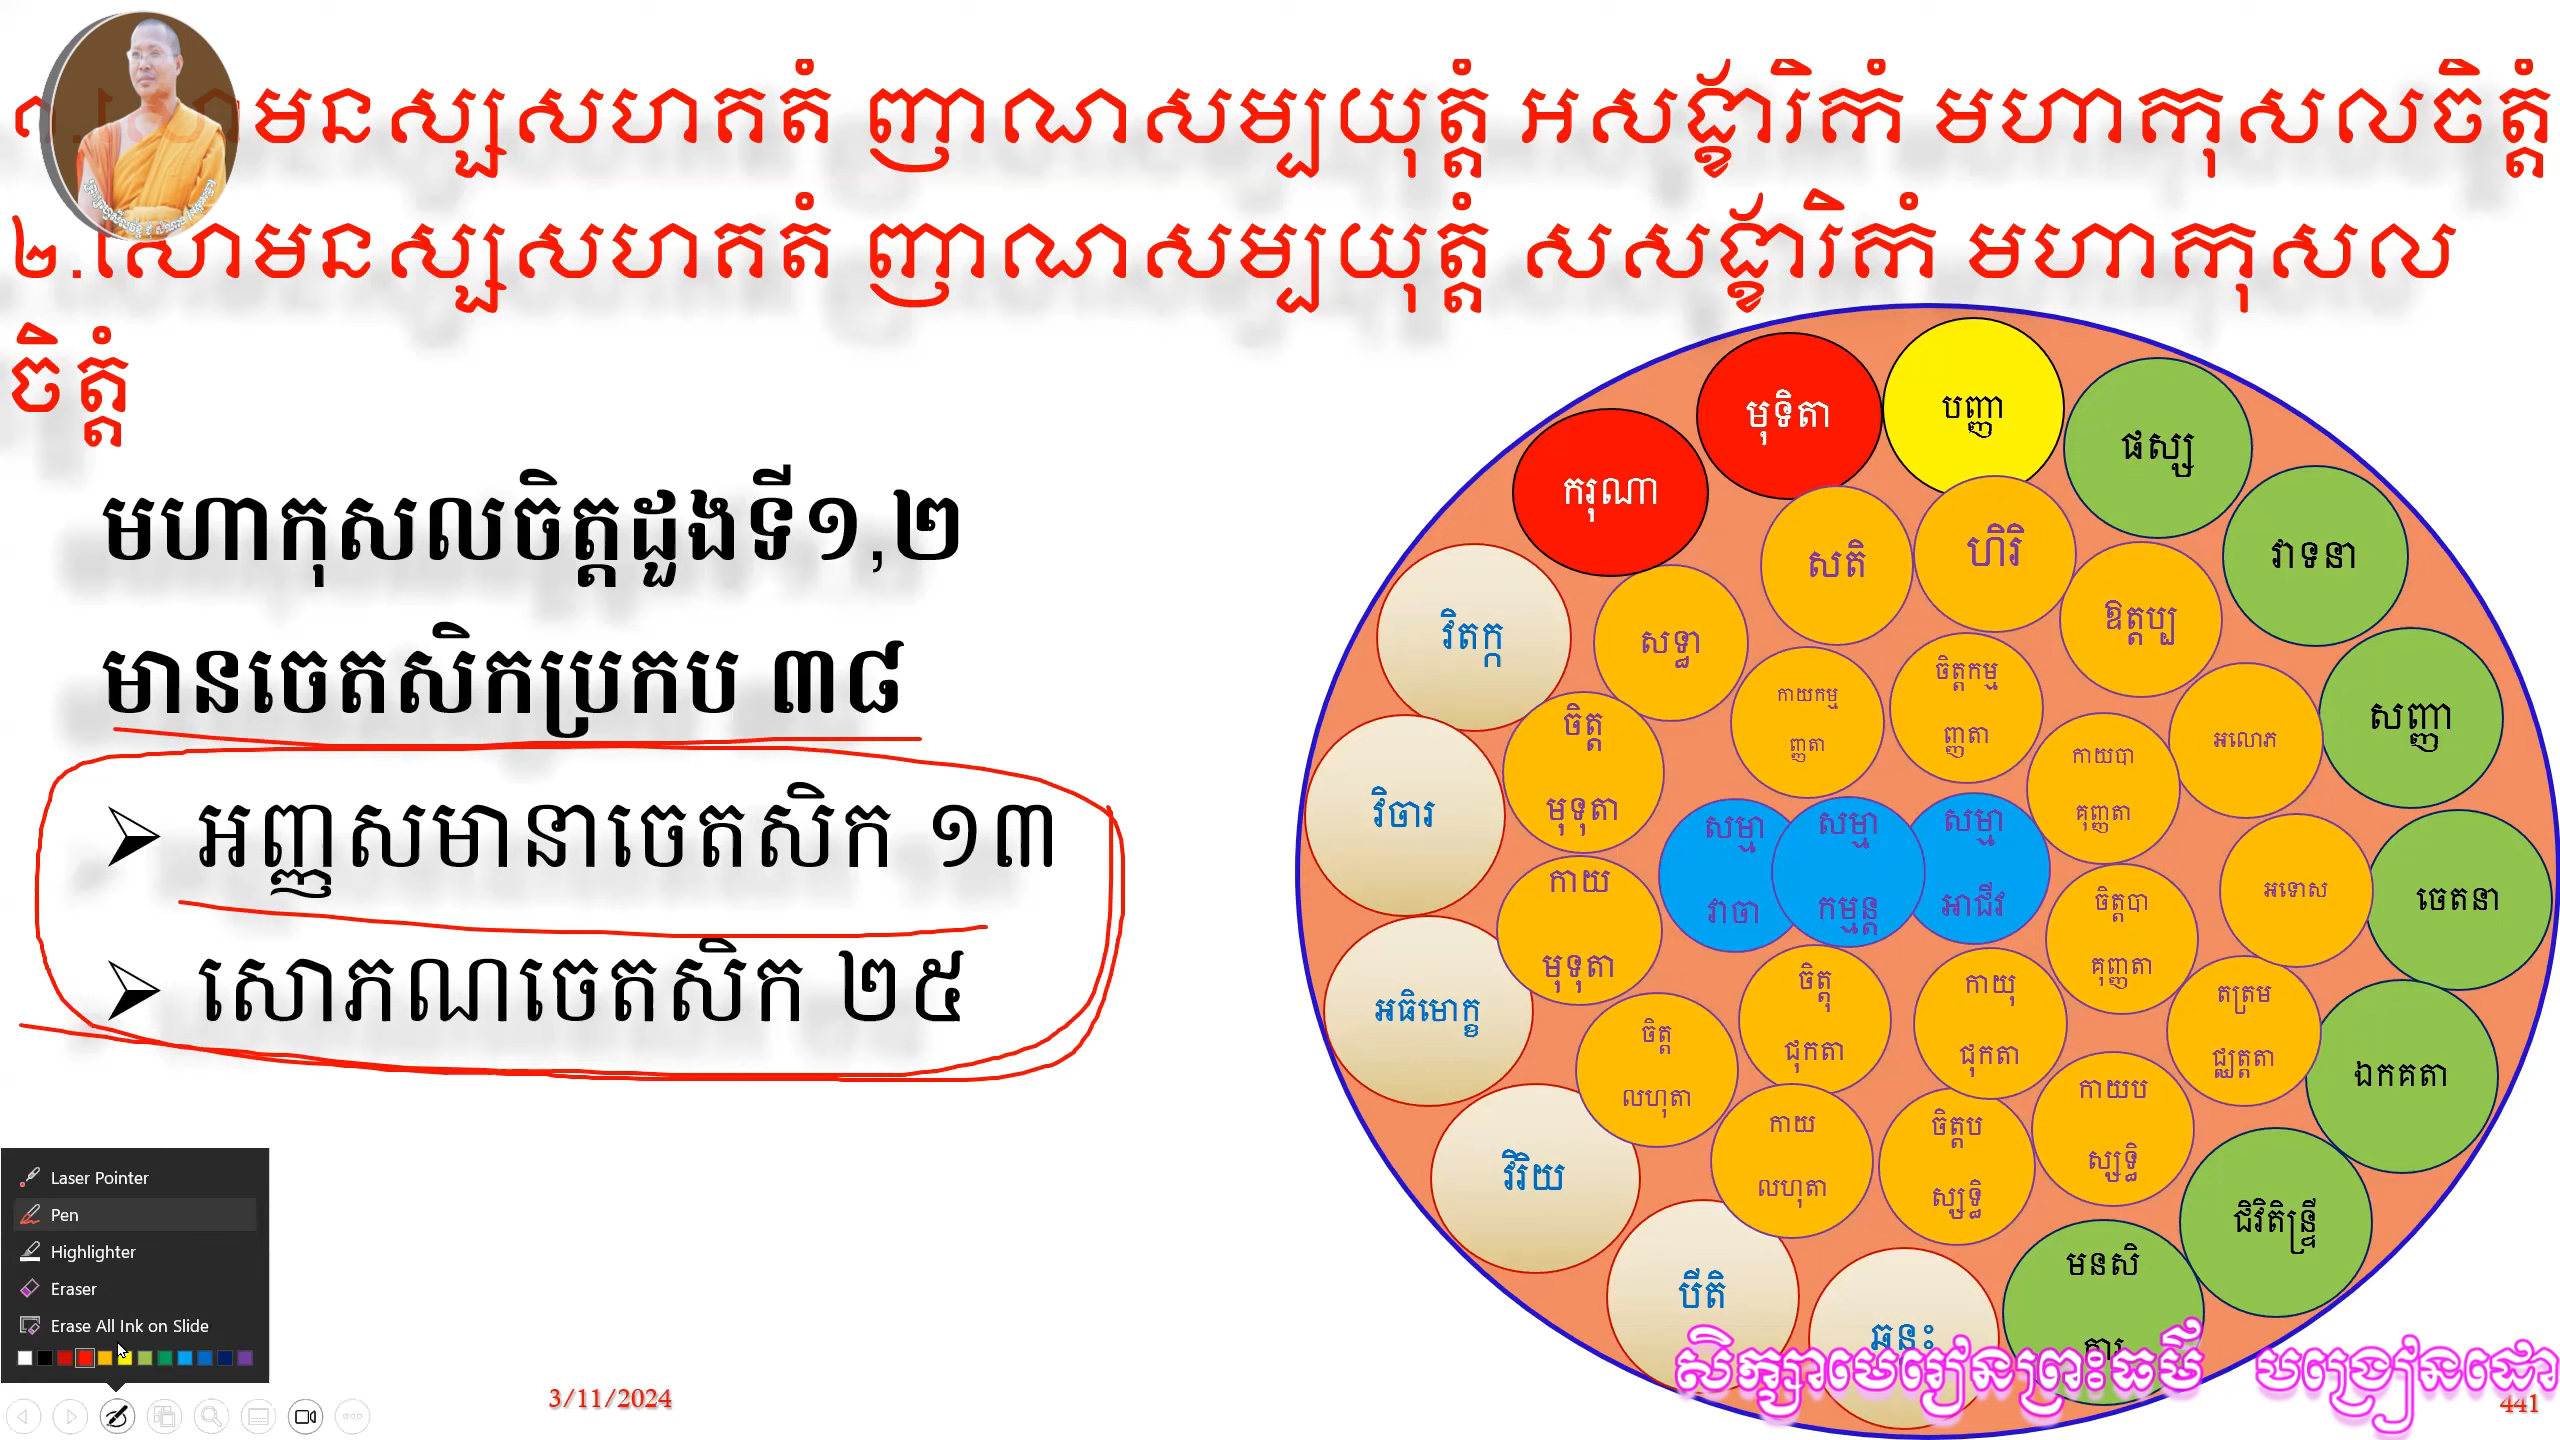 សោមនស្សសហគតំ ញាណសម្បយុត្តំ អសង្ខារិកំ មហាកុសលចិត្តំ
២.សោមនស្សសហគតំ ញាណសម្បយុត្តំ សសង្ខារិកំ មហាកុសល
ចិត្តំ
មហាកុសលចិត្តដួងទី១,២
មានចេតសិកប្រកប ៣៨
➢ អញ្ញសមានាចេតសិក ១៣
➢ សោភណចេតសិក ២៥
មុទិតា
បញ្ញា
ករុណា
ផស្ស
វាទនា
សញ្ញា
ចេតនា
ឯកគតា
ជិវិតិន្ទ្រី
មនសិ
ការ
ឆន្ទះ
បីតិ
វិរិយ
អធិមោក្ខ
វិចារ
វិតក្ក
សទ្ធា
សតិ
ហិរិ
ឱត្តប្ប
អលោភ
អទោស
តត្រម
ជ្ឈត្តតា
កាយប
ស្សទ្ធិ
ចិត្តប
ស្សទ្ធិ
កាយ
លហុតា
ចិត្ត
លហុតា
កាយ
មុទុតា
ចិត្ត
មុទុតា
កាយកម្ម
ញ្ញតា
ចិត្តកម្ម
ញ្ញតា
កាយបា
គុញ្ញតា
ចិត្តបា
គុញ្ញតា
កាយុ
ជុកតា
ចិត្តុ
ជុកតា
សម្មា
វាចា
សម្មា
កម្មន្ត
សម្មា
អាជីវ
Laser Pointer
Pen
Highlighter
Eraser
Erase All Ink on Slide
3/11/2024
សិក្សាមេរៀនព្រះធម៌ បង្រៀនដោ
441